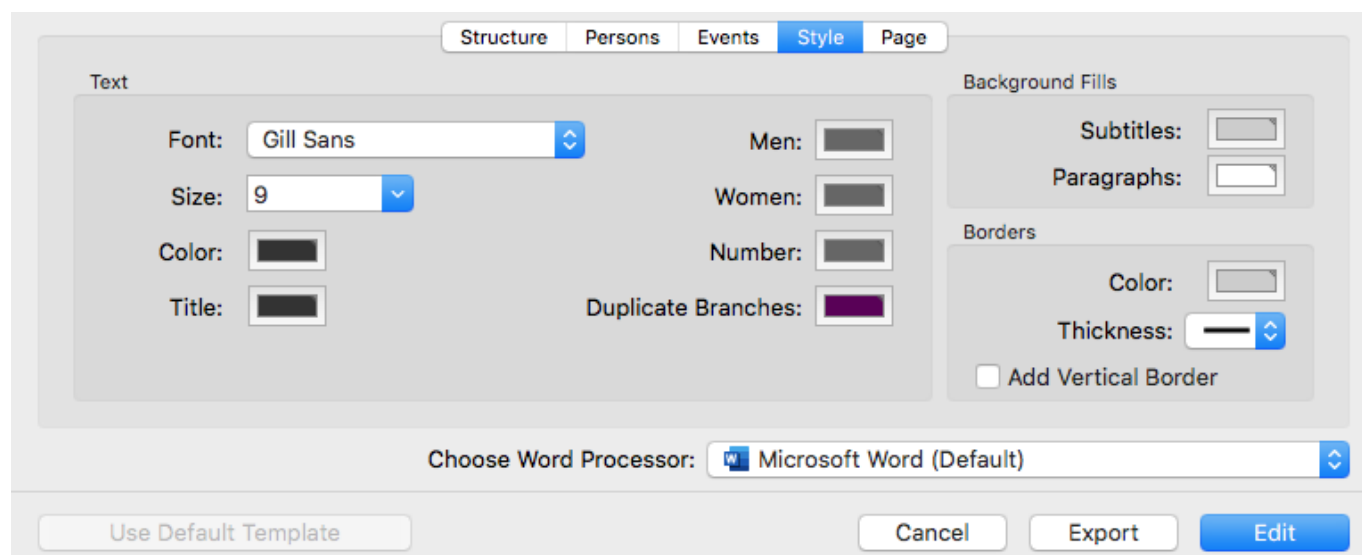 Structure Persons Events Style Page
Text
Font: Gill Sans
Size: 9
Color:
Title:
Men:
Women:
Number:
Duplicate Branches:
Background Fills
Subtitles:
Paragraphs:
Borders
Color:
Thickness:
Add Vertical Border
Choose Word Processor: Microsoft Word (Default)
Use Default Template Cancel Export Edit